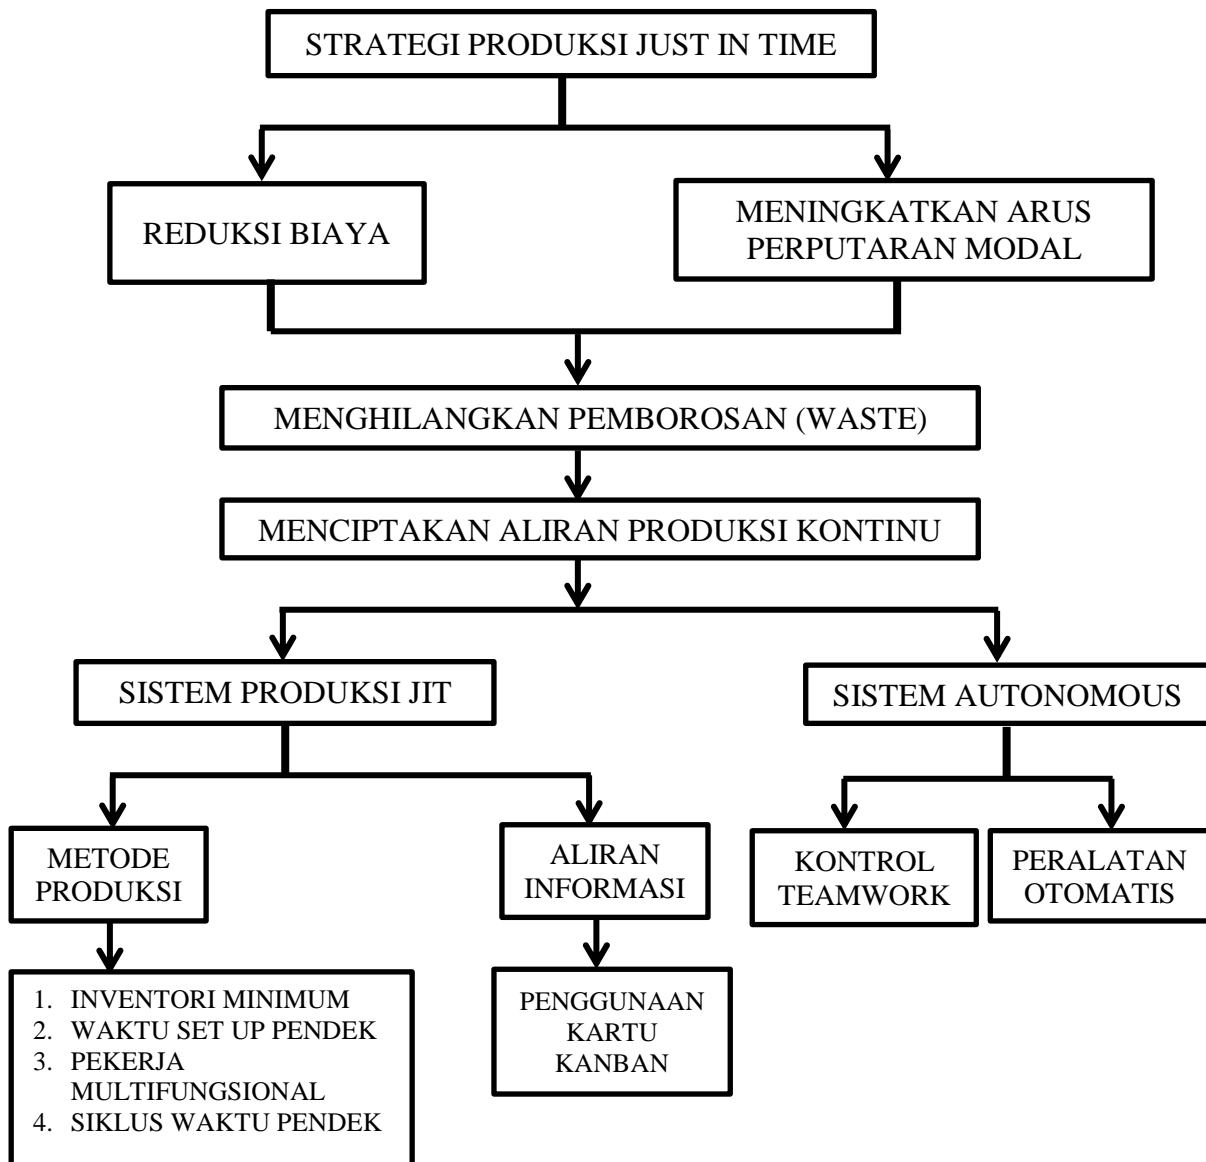 STRATEGI PRODUKSI JUST IN TIME
REDUKSI BIAYA
MENINGKATKAN ARUS
PERPUTARAN MODAL
MENGHILANGKAN PEMBOROSAN (WASTE)
MENCIPTAKAN ALIRAN PRODUKSI KONTINU
SISTEM PRODUKSI JIT
SISTEM AUTONOMOUS
METODE
PRODUKSI
ALIRAN
INFORMASI
KONTROL
TEAMWORK
PERALATAN
OTOMATIS
1. INVENTORI MINIMUM
2. WAKTU SET UP PENDEK
3. PEKERJA
MULTIFUNGSIONAL
4. SIKLUS WAKTU PENDEK
PENGGUNAAN
KARTU
KANBAN